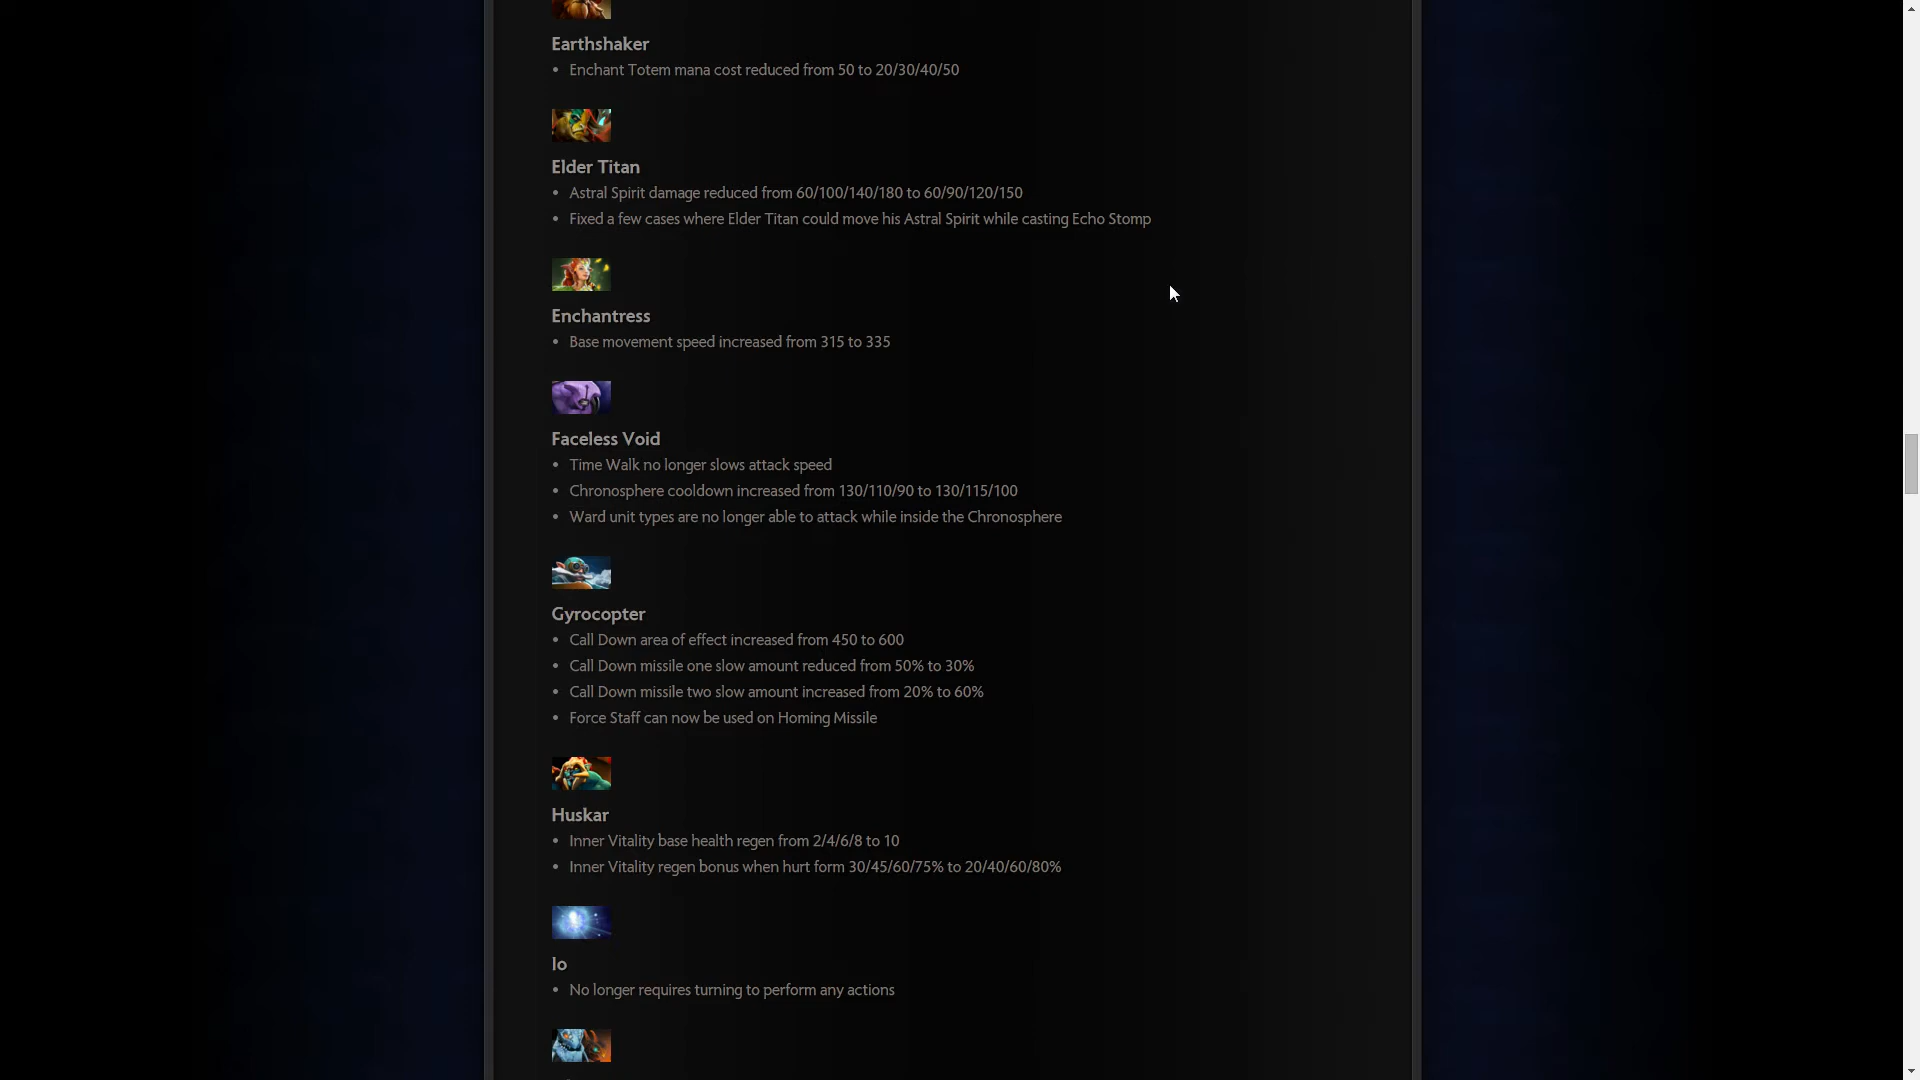 Earthshaker
• Enchant Totem mana cost reduced from 50 to 20/30/40/50
Elder Titan
• Astral Spirit damage reduced from 60/100/140/180 to 60/90/120/150
• Fixed a few cases where Elder Titan could move his Astral Spirit while casting Echo Stomp
Enchantress
• Base movement speed increased from 315 to 335
Faceless Void
• Time Walk no longer slows attack speed
• Chronosphere cooldown increased from 130/110/90 to 130/115/100
• Ward unit types are no longer able to attack while inside the Chronosphere
Gyrocopter
• Call Down area of effect increased from 450 to 600
• Call Down missile one slow amount reduced from 50% to 30%
• Call Down missile two slow amount increased from 20% to 60%
• Force Staff can now be used on Homing Missile
Huskar
• Inner Vitality base health regen from 2/4/6/8 to 10
• Inner Vitality regen bonus when hurt form 30/45/60/75% to 20/40/60/80%
Io
• No longer requires turning to perform any actions